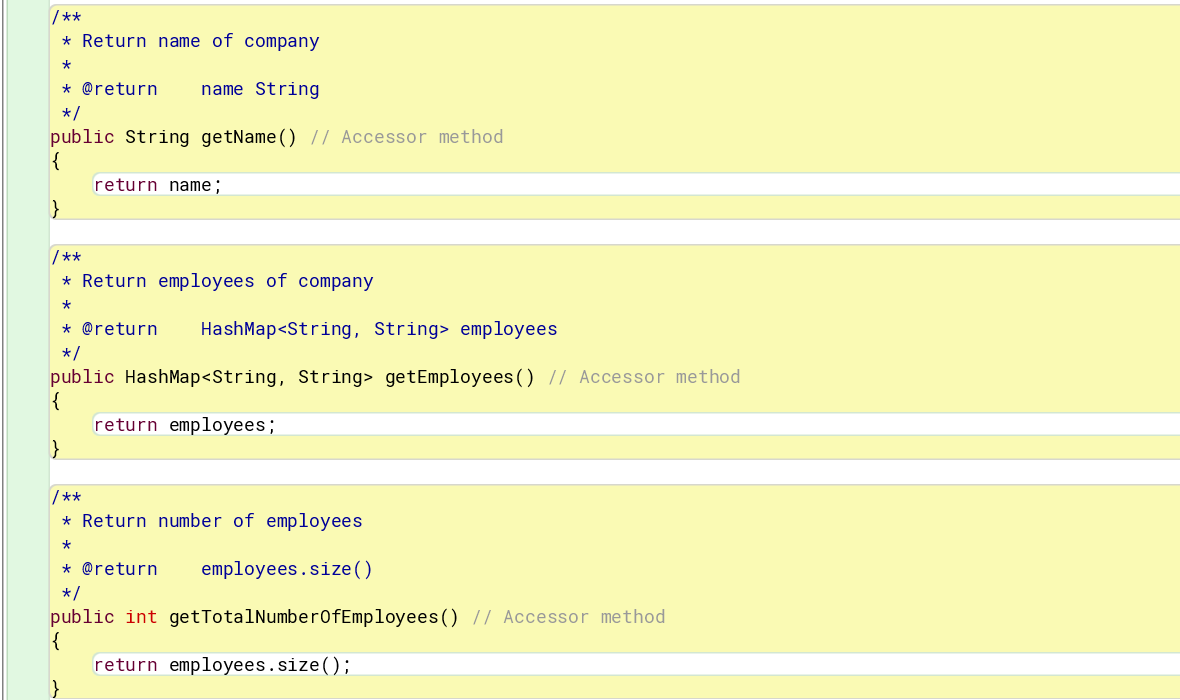 /**
 * Return name of company
 *
 * @return    name String
 */
public String getName() // Accessor method
{
    return name;
}
/**
 * Return employees of company
 *
 * @return    HashMap<String, String> employees
 */
public HashMap<String, String> getEmployees() // Accessor method
{
    return employees;
}
/**
 * Return number of employees
 *
 * @return    employees.size()
 */
public int getTotalNumberOfEmployees() // Accessor method
{
    return employees.size();
}